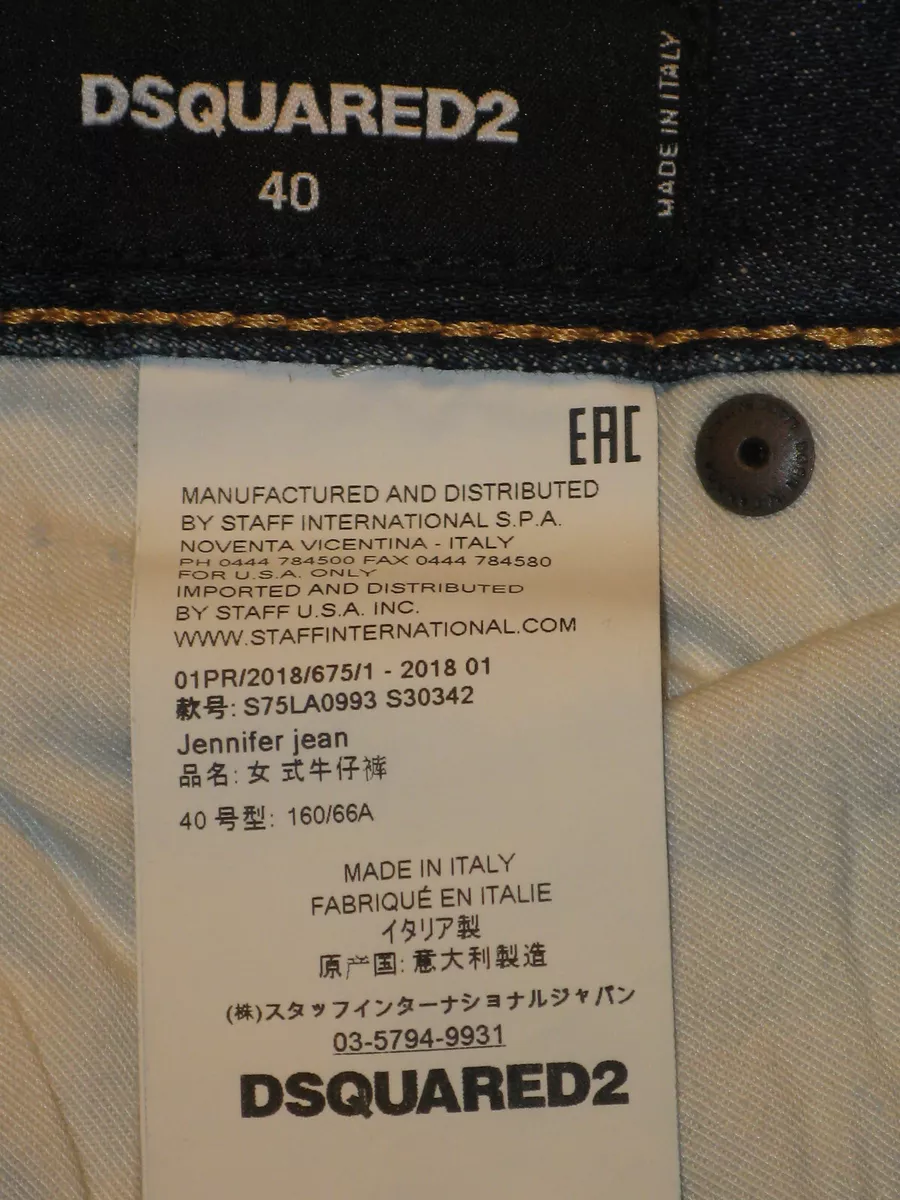 DSQUARED2
40
MADE IN ITALY
EAC
MANUFACTURED AND DISTRIBUTED
BY STAFF INTERNATIONAL S.P.A.
NOVENTA VICENTINA - ITALY
PH 0444 784500 FAX 0444 784580
FOR U.S.A. ONLY
IMPORTED AND DISTRIBUTED
BY STAFF U.S.A. INC.
WWW.STAFFINTERNATIONAL.COM
01PR/2018/675/1 - 2018 01
款号: S75LA0993 S30342
Jennifer jean
品名: 女 式牛仔裤
40 号型: 160/66A
MADE IN ITALY
FABRIQUÉ EN ITALIE
イタリア製
原产国: 意大利製造
(株)スタッフインターナショナルジャパン
03-5794-9931
DSQUARED2